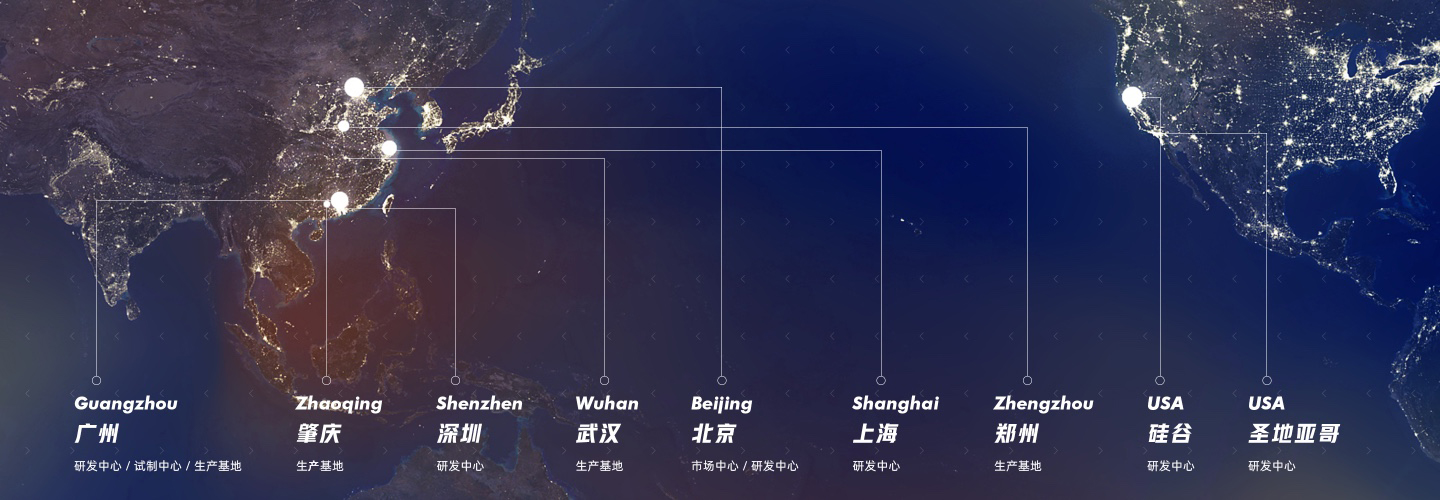 Guangzhou
广州
研发中心 / 试制中心 / 生产基地
Zhaoqing
肇庆
生产基地
Shenzhen
深圳
研发中心
Wuhan
武汉
生产基地
Beijing
北京
市场中心 / 研发中心
Shanghai
上海
研发中心
Zhengzhou
郑州
生产基地
USA
硅谷
研发中心
USA
圣地亚哥
研发中心